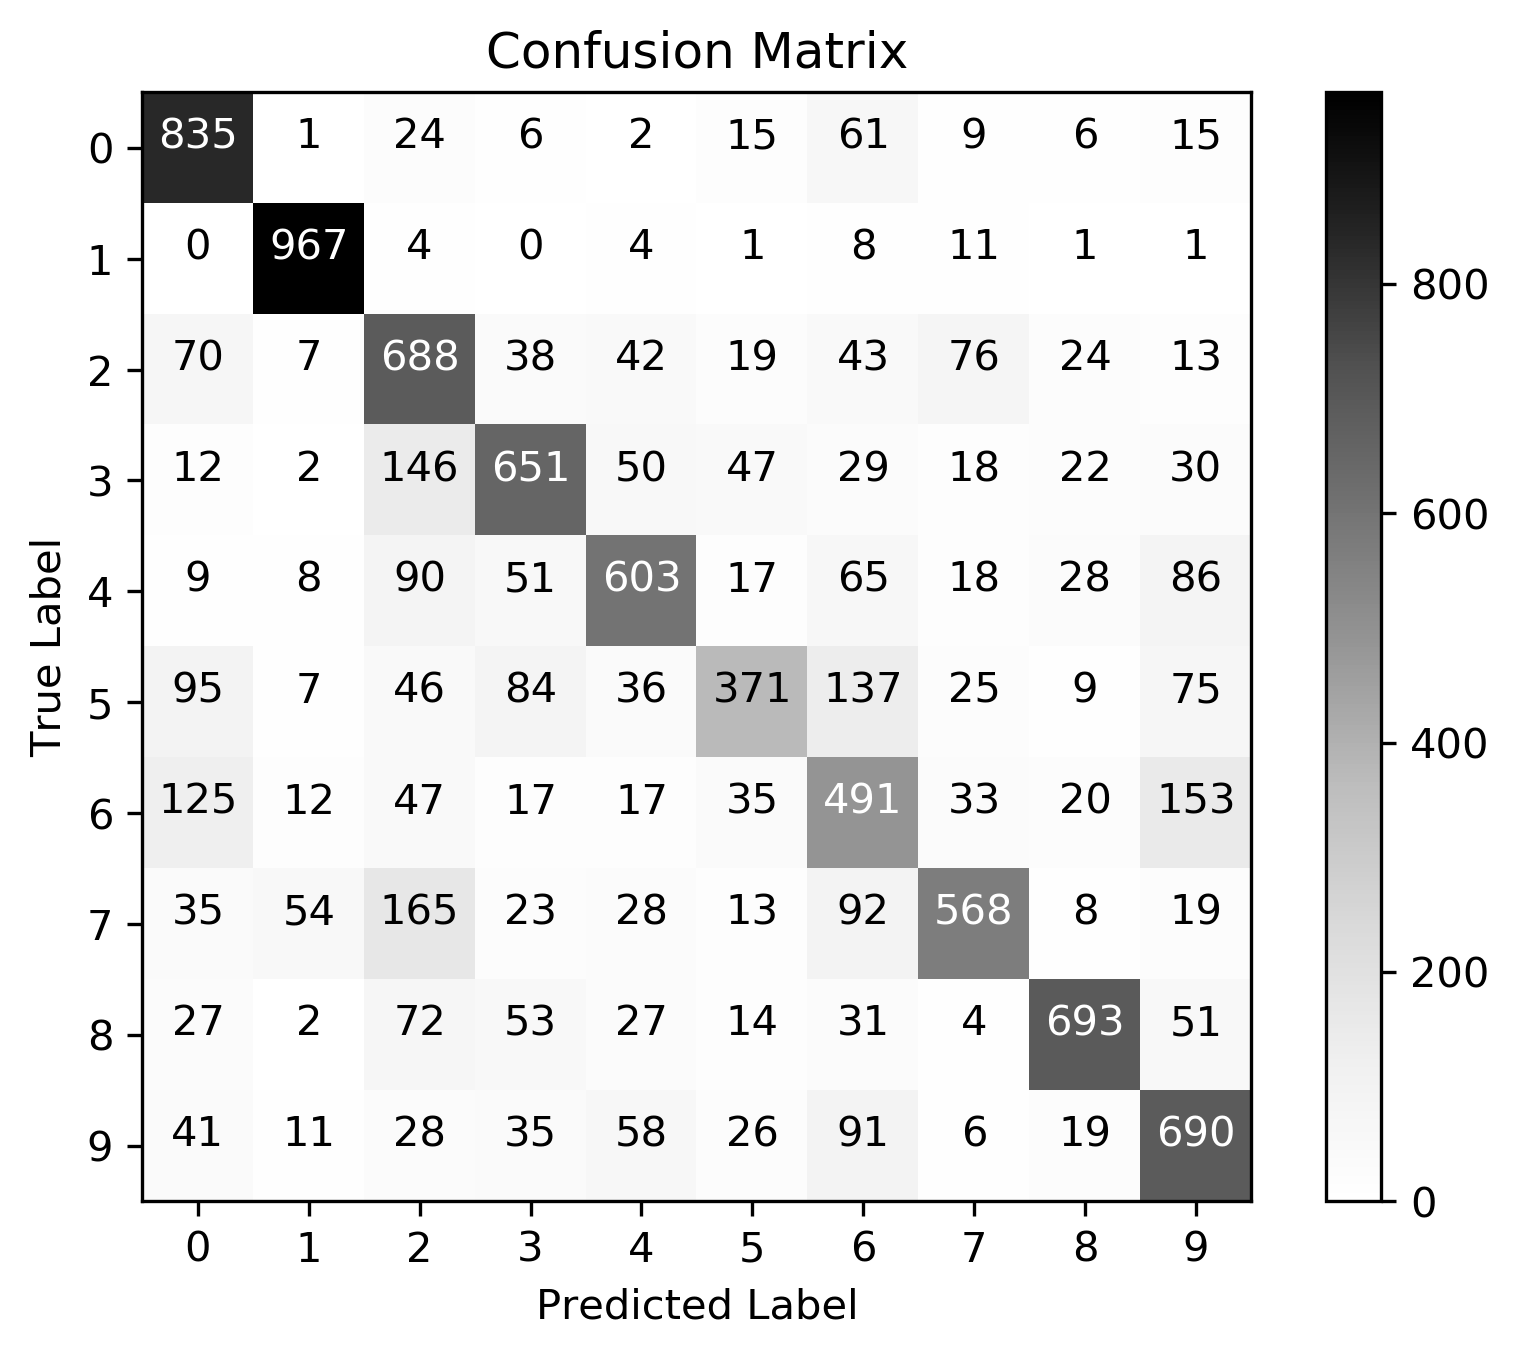 Confusion Matrix
0 835 1 24 6 2 15 61 9 6 15
1 0 967 4 0 4 1 8 11 1 1
2 70 7 688 38 42 19 43 76 24 13
3 12 2 146 651 50 47 29 18 22 30
4 9 8 90 51 603 17 65 18 28 86
5 95 7 46 84 36 371 137 25 9 75
6 125 12 47 17 17 35 491 33 20 153
7 35 54 165 23 28 13 92 568 8 19
8 27 2 72 53 27 14 31 4 693 51
9 41 11 28 35 58 26 91 6 19 690
0 1 2 3 4 5 6 7 8 9
Predicted Label
True Label
800
600
400
200
0